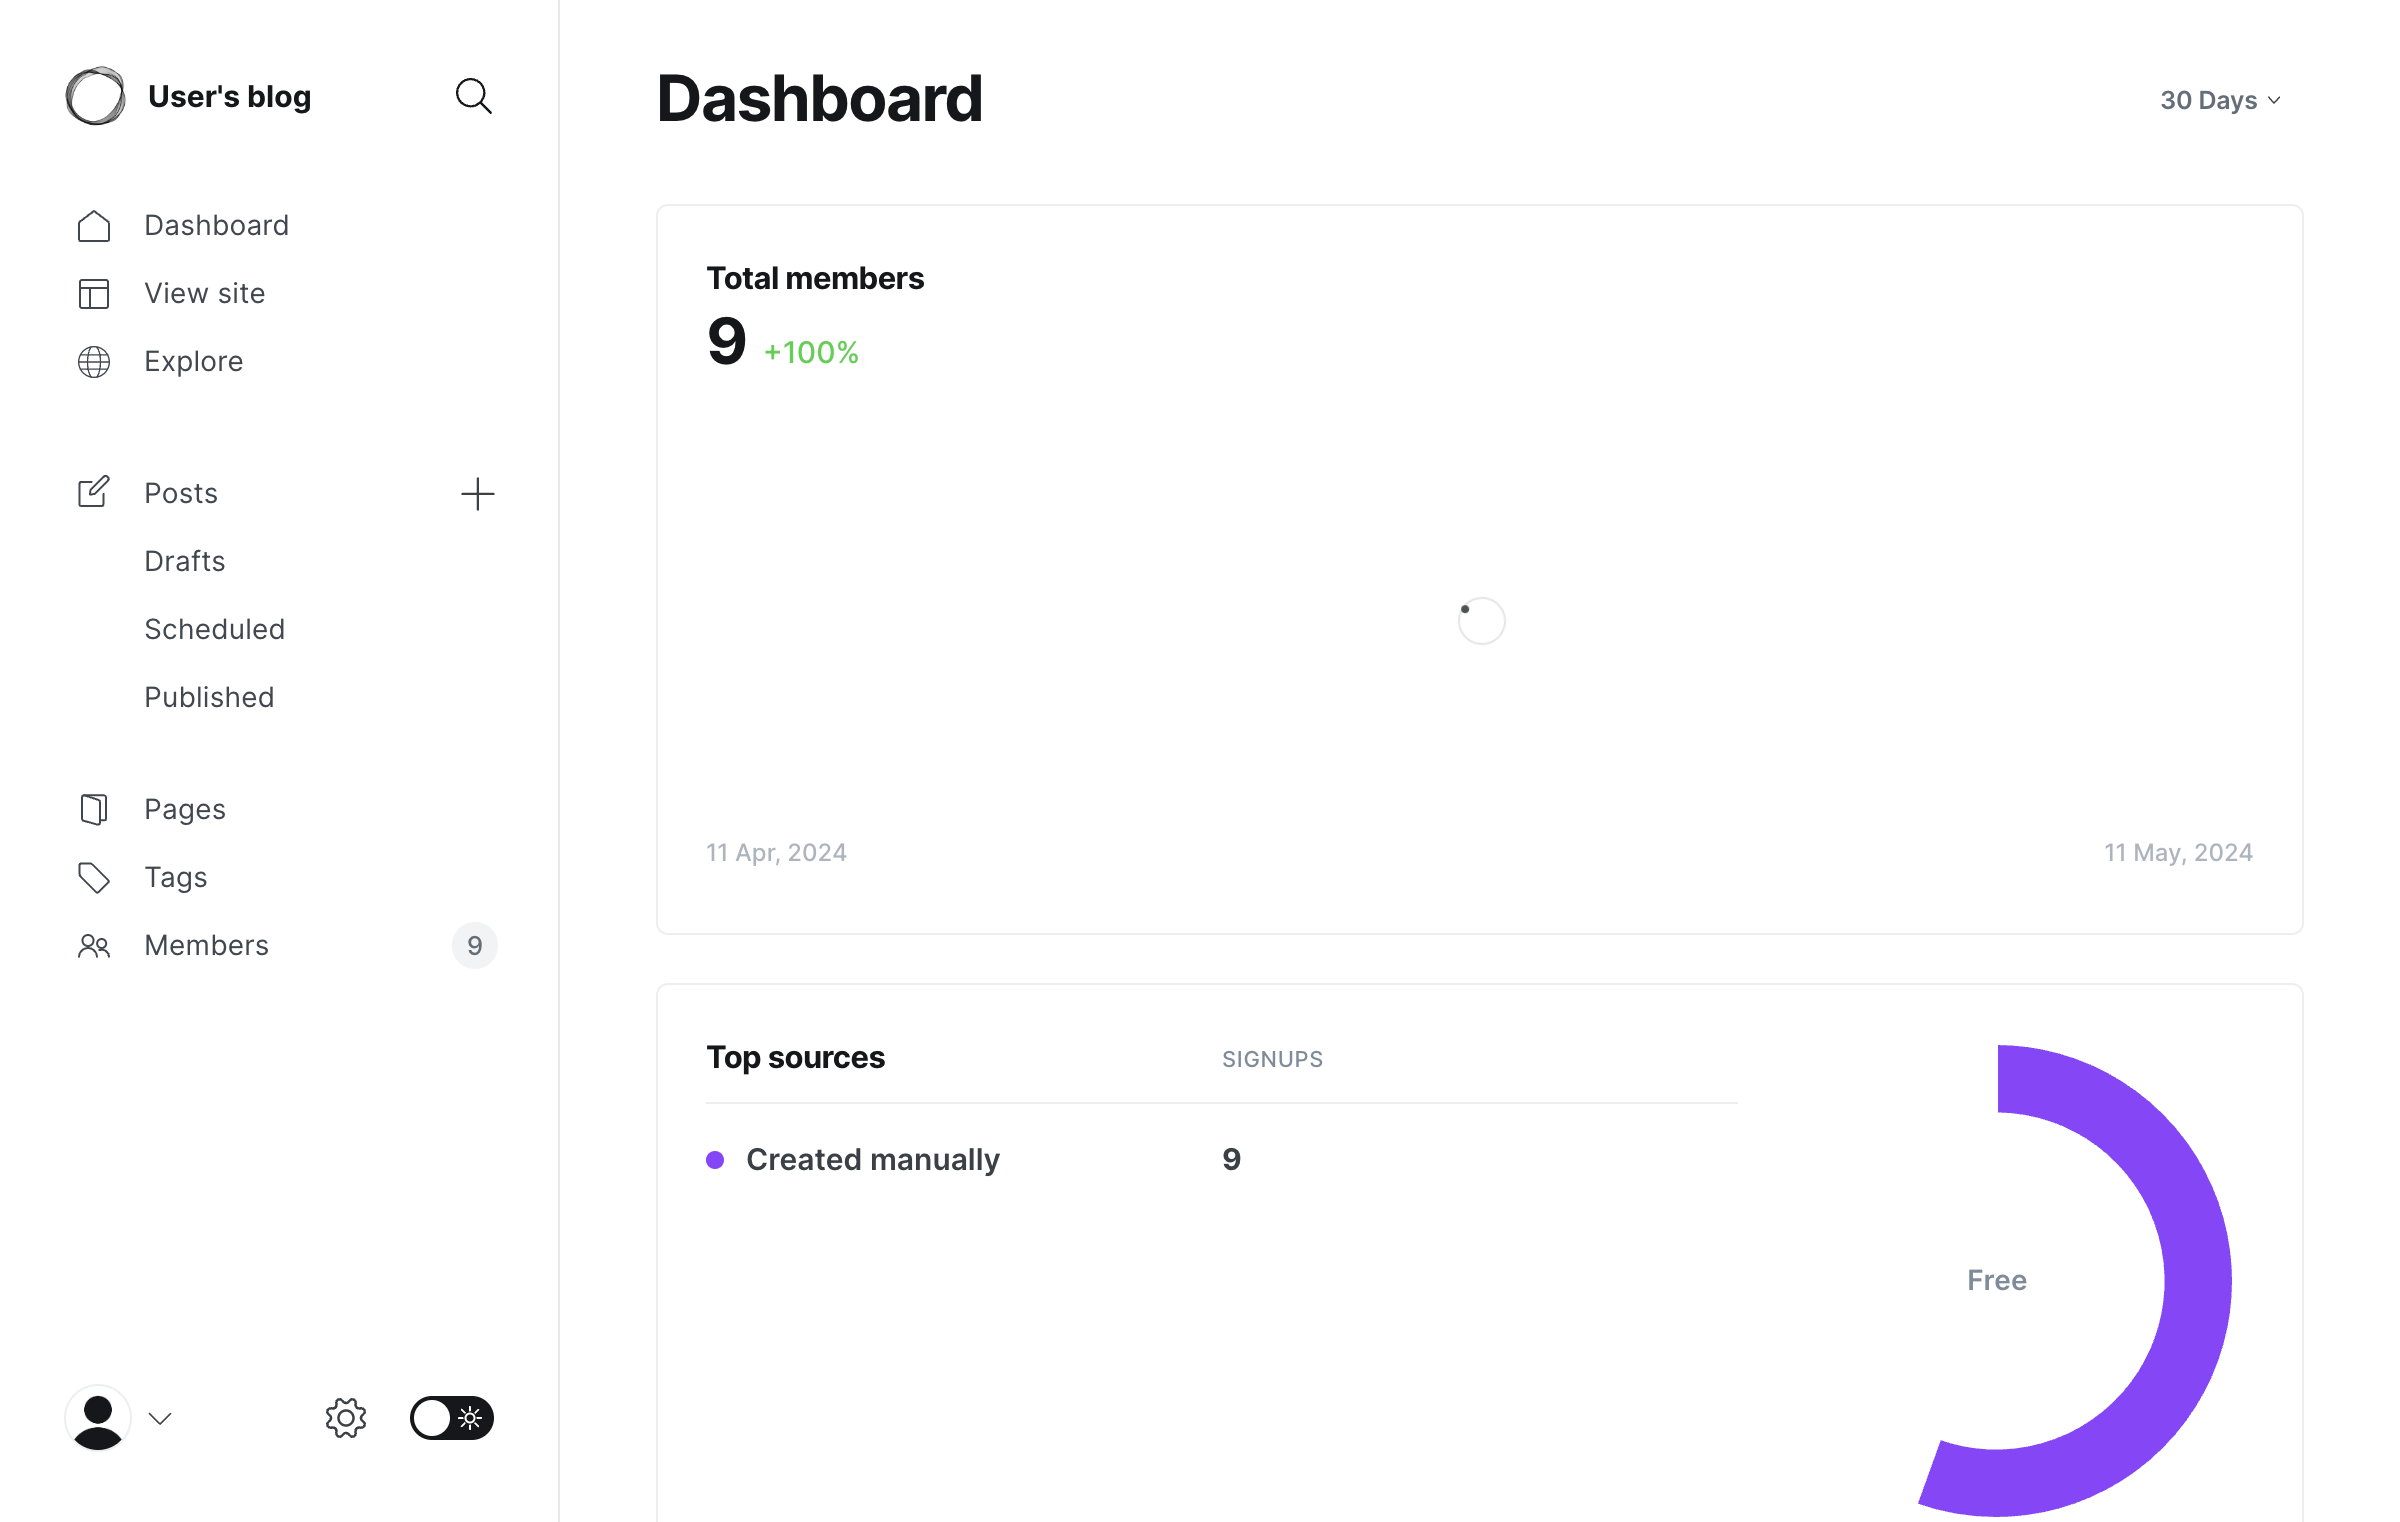 User's blog
Dashboard
View site
Explore
Posts
Drafts
Scheduled
Published
Pages
Tags
Members 9
Dashboard
30 Days
Total members
9 +100%
11 Apr, 2024 11 May, 2024
Top sources SIGNUPS
Created manually 9
Free